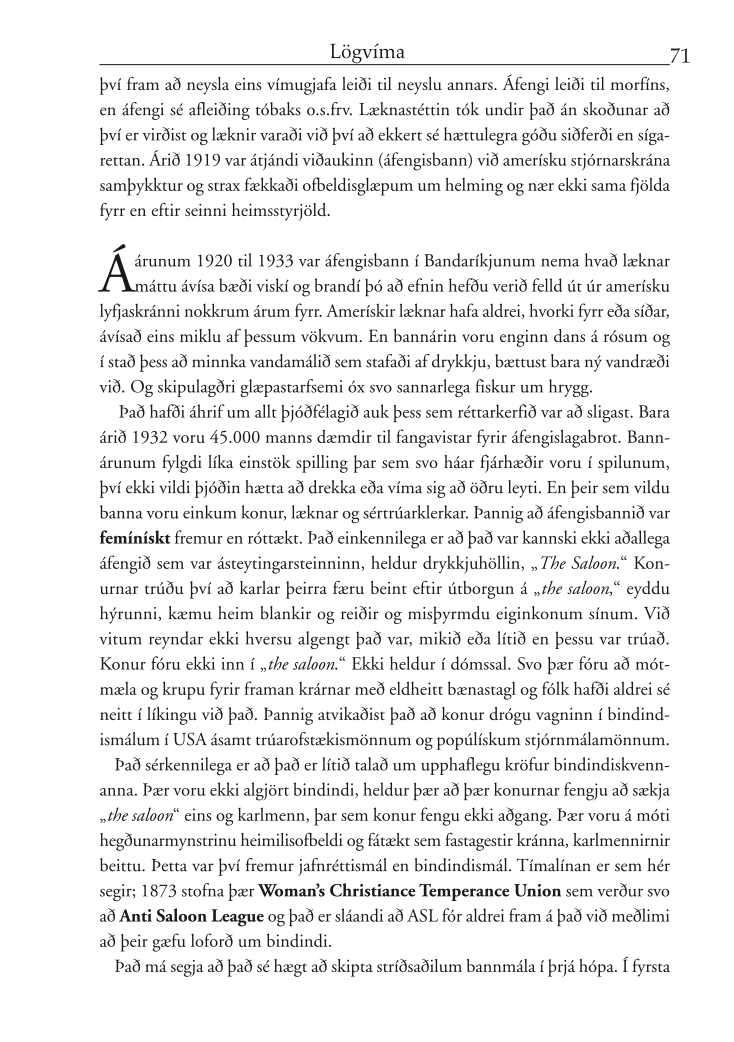 Lögvíma 71
því fram að neysla eins vímugjafa leiði til neyslu annars. Áfengi leiði til morfíns,
en áfengi sé afleiðing tóbaks o.s.frv. Læknastéttin tók undir það án skoðunar að
því er virðist og læknir varaði við því að ekkert sé hættulegra góðu siðferði en síga-
rettan. Árið 1919 var átjándi viðaukinn (áfengisbann) við amerísku stjórnarskrána
samþykktur og strax fækkaði ofbeldisglæpum um helming og nær ekki sama fjölda
fyrr en eftir seinni heimsstyrjöld.
Á árunum 1920 til 1933 var áfengisbann í Bandaríkjunum nema hvað læknar
máttu ávísa bæði viskí og brandí þó að efnin hefðu verið felld út úr amerísku
lyfjaskránni nokkrum árum fyrr. Amerískir læknar hafa aldrei, hvorki fyrr eða síðar,
ávísað eins miklu af þessum vökvum. En bannárin voru enginn dans á rósum og
í stað þess að minnka vandamálið sem stafaði af drykkju, bættust bara ný vandræði
við. Og skipulagðri glæpastarfsemi óx svo sannarlega fiskur um hrygg.
Það hafði áhrif um allt þjóðfélagið auk þess sem réttarkerfið var að sligast. Bara
árið 1932 voru 45.000 manns dæmdir til fangavistar fyrir áfengislagabrot. Bann-
árunum fylgdi líka einstök spilling þar sem svo háar fjárhæðir voru í spilunum,
því ekki vildi þjóðin hætta að drekka eða víma sig að öðru leyti. En þeir sem vildu
banna voru einkum konur, læknar og sértrúarklerkar. Þannig að áfengisbannið var
femínískt fremur en róttækt. Það einkennilega er að það var kannski ekki aðallega
áfengið sem var ásteytingarsteinninn, heldur drykkjuhöllin, „The Saloon.“ Kon-
urnar trúðu því að karlar þeirra færu beint eftir útborgun á „the saloon,“ eyddu
hýrunni, kæmu heim blankir og reiðir og misþyrmdu eiginkonum sínum. Við
vitum reyndar ekki hversu algengt það var, mikið eða lítið en þessu var trúað.
Konur fóru ekki inn í „the saloon.“ Ekki heldur í dómssal. Svo þær fóru að mót-
mæla og krupu fyrir framan krárnar með eldheitt bænastagl og fólk hafði aldrei sé
neitt í líkingu við það. Þannig atvikaðist það að konur drógu vagninn í bindind-
ismálum í USA ásamt trúarofstækismönnum og popúlískum stjórnmálamönnum.
Það sérkennilega er að það er lítið talað um upphaflegu kröfur bindindiskvenn-
anna. Þær voru ekki algjört bindindi, heldur þær að þær konurnar fengju að sækja
„the saloon“ eins og karlmenn, þar sem konur fengu ekki aðgang. Þær voru á móti
hegðunarmynstrinu heimilisofbeldi og fátækt sem fastagestir kránna, karlmennirnir
beittu. Þetta var því fremur jafnréttismál en bindindismál. Tímalínan er sem hér
segir; 1873 stofna þær Woman’s Christiance Temperance Union sem verður svo
að Anti Saloon League og það er sláandi að ASL fór aldrei fram á það við meðlimi
að þeir gæfu loforð um bindindi.
Það má segja að það sé hægt að skipta stríðsaðilum bannmála í þrjá hópa. Í fyrsta